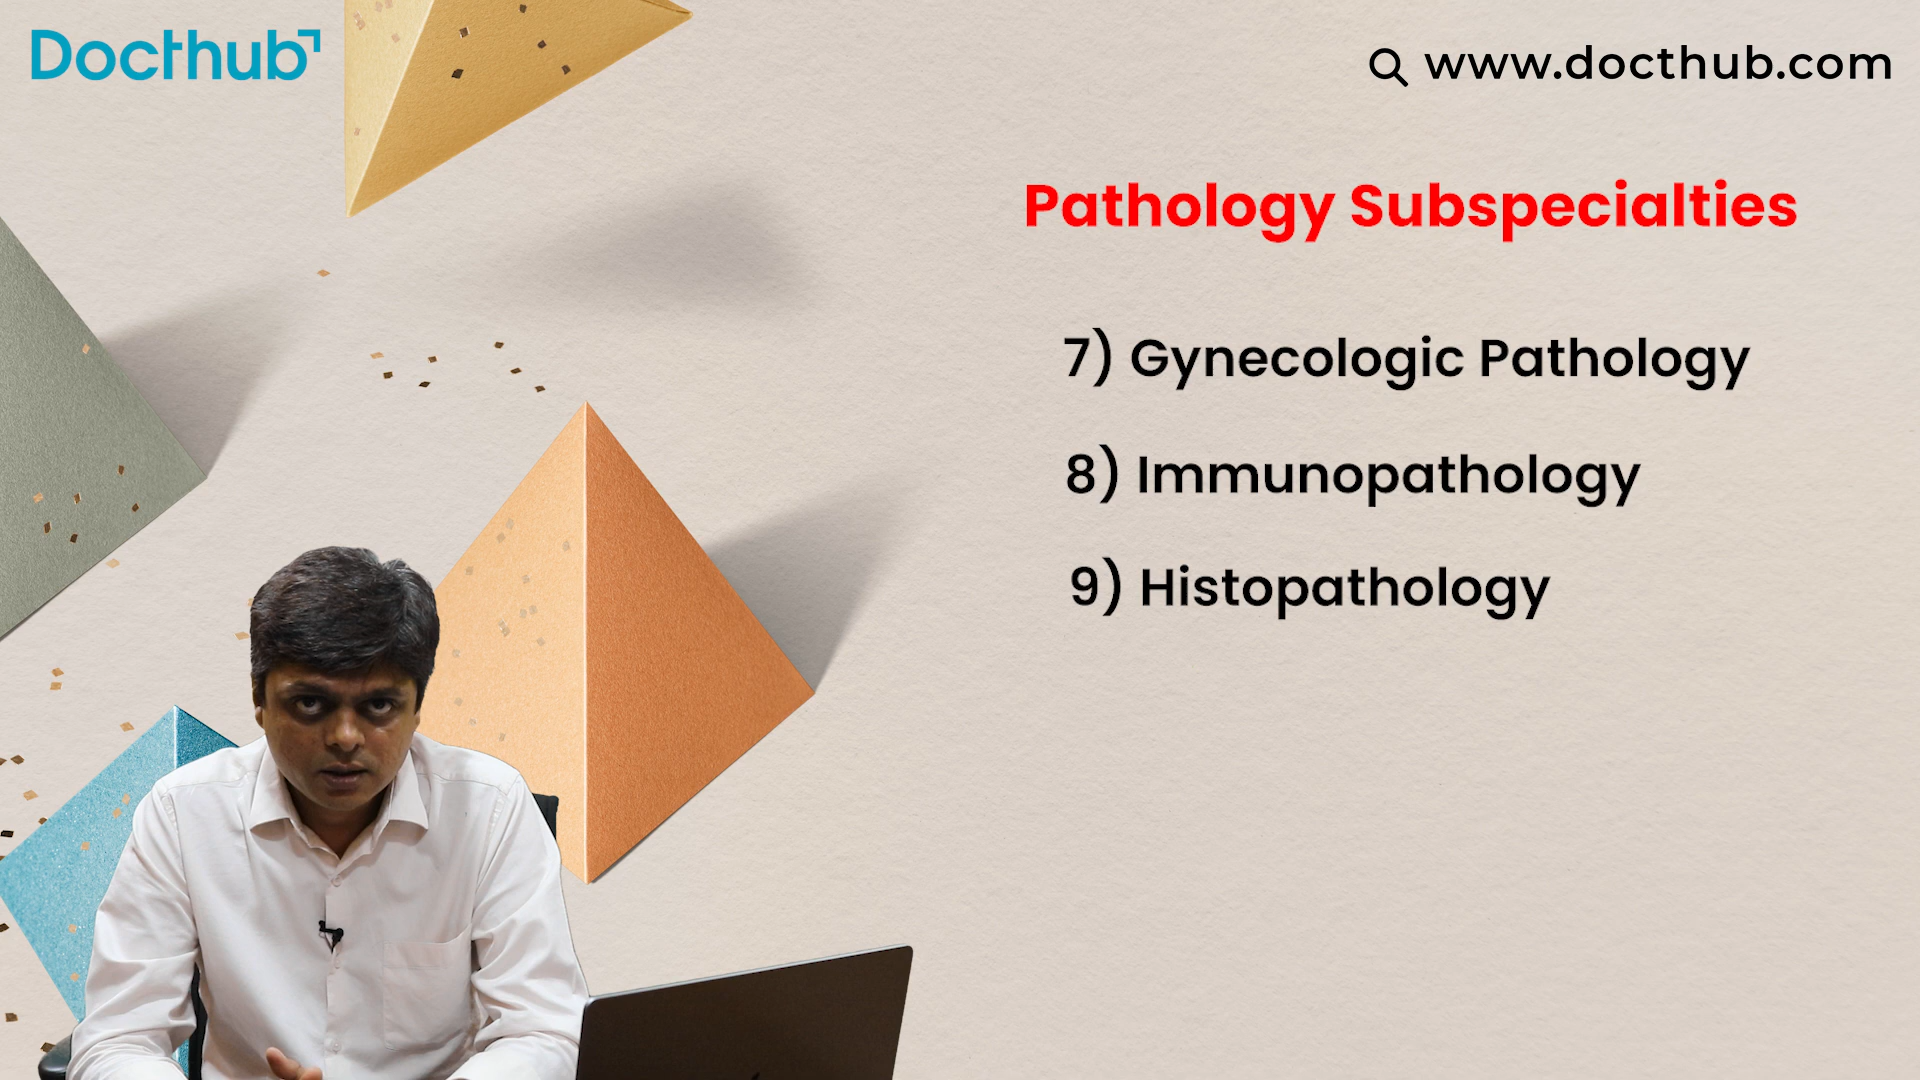 Docthub
www.docthub.com
Pathology Subspecialties
7) Gynecologic Pathology
8) Immunopathology
9) Histopathology